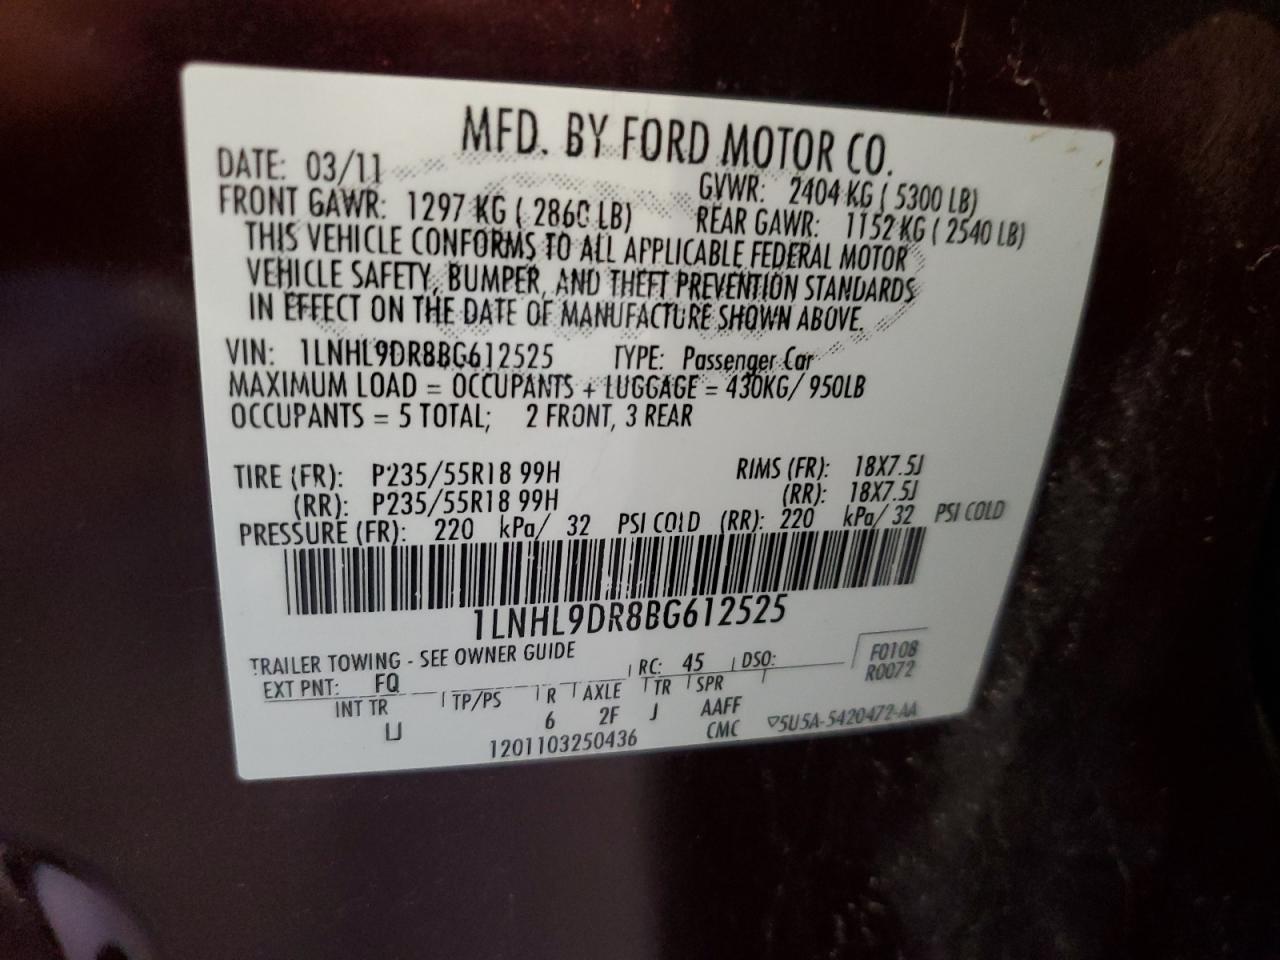 MFD. BY FORD MOTOR CO.
DATE: 03/11 GVWR: 2404 KG ( 5300 LB)
FRONT GAWR: 1297 KG ( 2860 LB) REAR GAWR: 1152 KG ( 2540 LB)
THIS VEHICLE CONFORMS TO ALL APPLICABLE FEDERAL MOTOR
VEHICLE SAFETY, BUMPER, AND THEFT PREVENTION STANDARDS
IN EFFECT ON THE DATE OF MANUFACTURE SHOWN ABOVE.
VIN: 1LNHL9DR8BG612525 TYPE: Passenger Car
MAXIMUM LOAD = OCCUPANTS + LUGGAGE = 430KG/ 950LB
OCCUPANTS = 5 TOTAL; 2 FRONT, 3 REAR
TIRE (FR): P235/55R18 99H RIMS (FR): 18X7.5J
(RR): P235/55R18 99H (RR): 18X7.5J
PRESSURE (FR): 220 kPa/ 32 PSI COLD (RR): 220 kPa/ 32 PSI COLD
1LNHL9DR8BG612525
TRAILER TOWING - SEE OWNER GUIDE
F0108
EXT PNT: FQ RC: 45 DSO: R0072
INT TR TP/PS R AXLE TR SPR
LJ 6 2F J AAFF
1201103250436 CMC 5U5A-5420472-AA